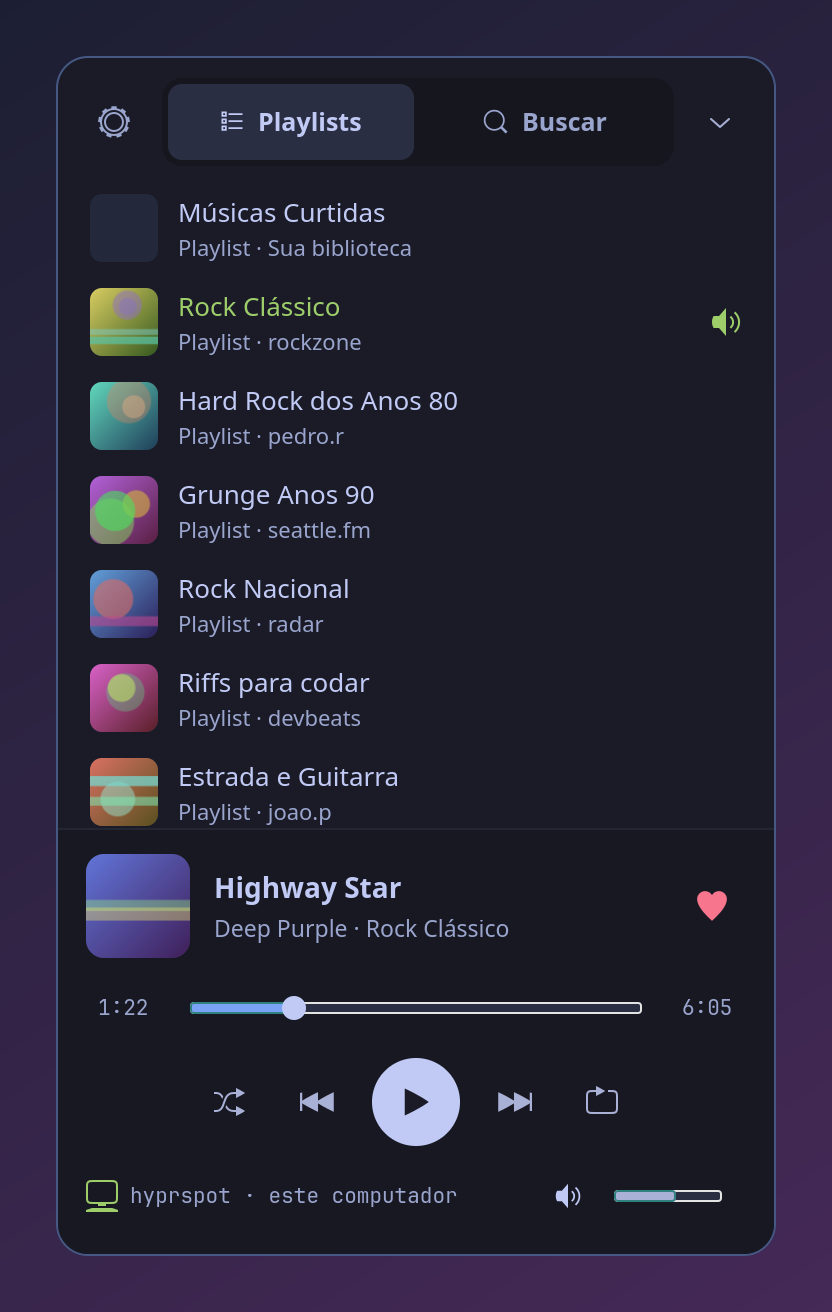 Playlists
Buscar
Músicas Curtidas
Playlist · Sua biblioteca
Rock Clássico
Playlist · rockzone
Hard Rock dos Anos 80
Playlist · pedro.r
Grunge Anos 90
Playlist · seattle.fm
Rock Nacional
Playlist · radar
Riffs para codar
Playlist · devbeats
Estrada e Guitarra
Playlist · joao.p
Highway Star
Deep Purple · Rock Clássico
1:22
6:05
hyprspot · este computador